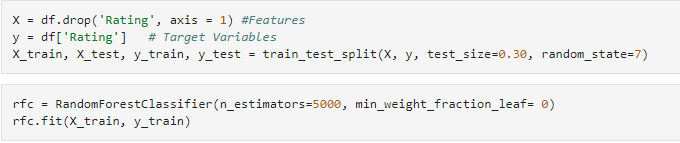 X = df.drop('Rating', axis = 1) #Features
y = df['Rating']   # Target Variables
X_train, X_test, y_train, y_test = train_test_split(X, y, test_size=0.30, random_state=7)
rfc = RandomForestClassifier(n_estimators=5000, min_weight_fraction_leaf= 0)
rfc.fit(X_train, y_train)